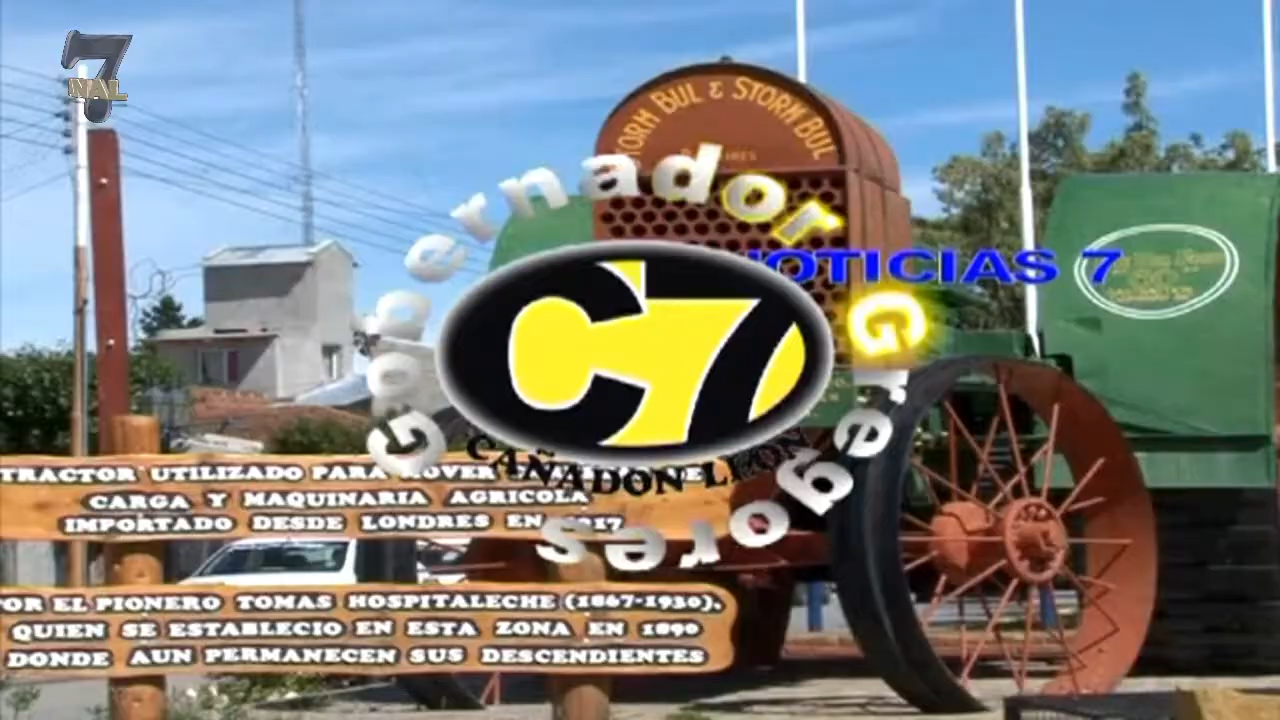 7
NAL
STORM BUL & STORM BUL
Gobernador Gregores
NOTICIAS 7
C7
CAÑADON LEON
TRACTOR UTILIZADO PARA MOVER
CARGA Y MAQUINARIA AGRICOLA
IMPORTADO DESDE LONDRES EN
POR EL PIONERO TOMAS HOSPITALECHE (1867-1930).
QUIEN SE ESTABLECIO EN ESTA ZONA EN 1890
DONDE AUN PERMANECEN SUS DESCENDIENTES